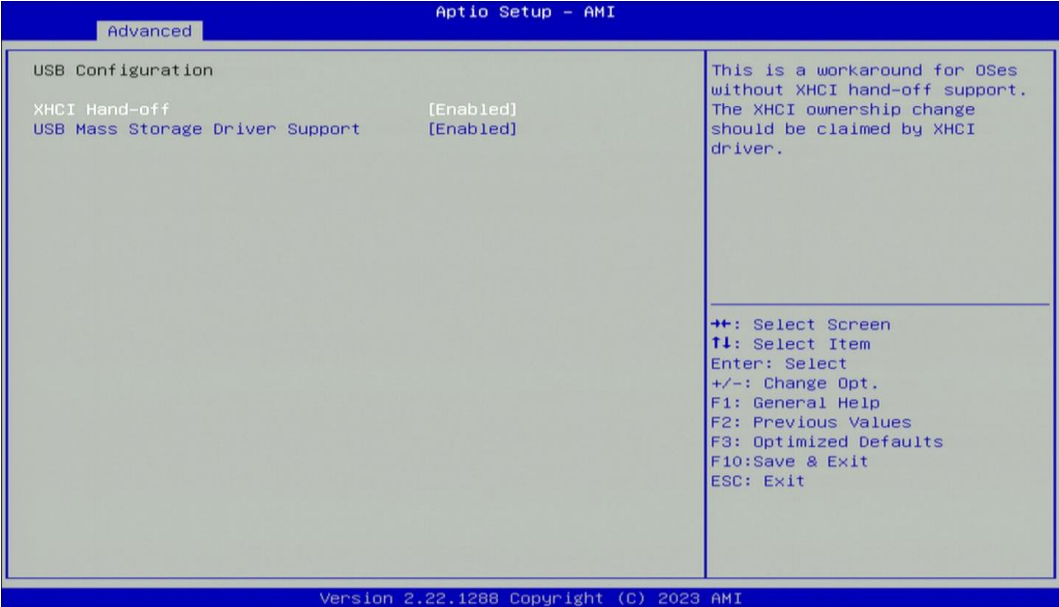 Aptio Setup – AMI
Advanced
USB Configuration
XHCI Hand-off [Enabled]
USB Mass Storage Driver Support [Enabled]
This is a workaround for OSes
without XHCI hand-off support.
The XHCI ownership change
should be claimed by XHCI
driver.
→←: Select Screen
↑↓: Select Item
Enter: Select
+/-: Change Opt.
F1: General Help
F2: Previous Values
F3: Optimized Defaults
F10:Save & Exit
ESC: Exit
Version 2.22.1288 Copyright (C) 2023 AMI